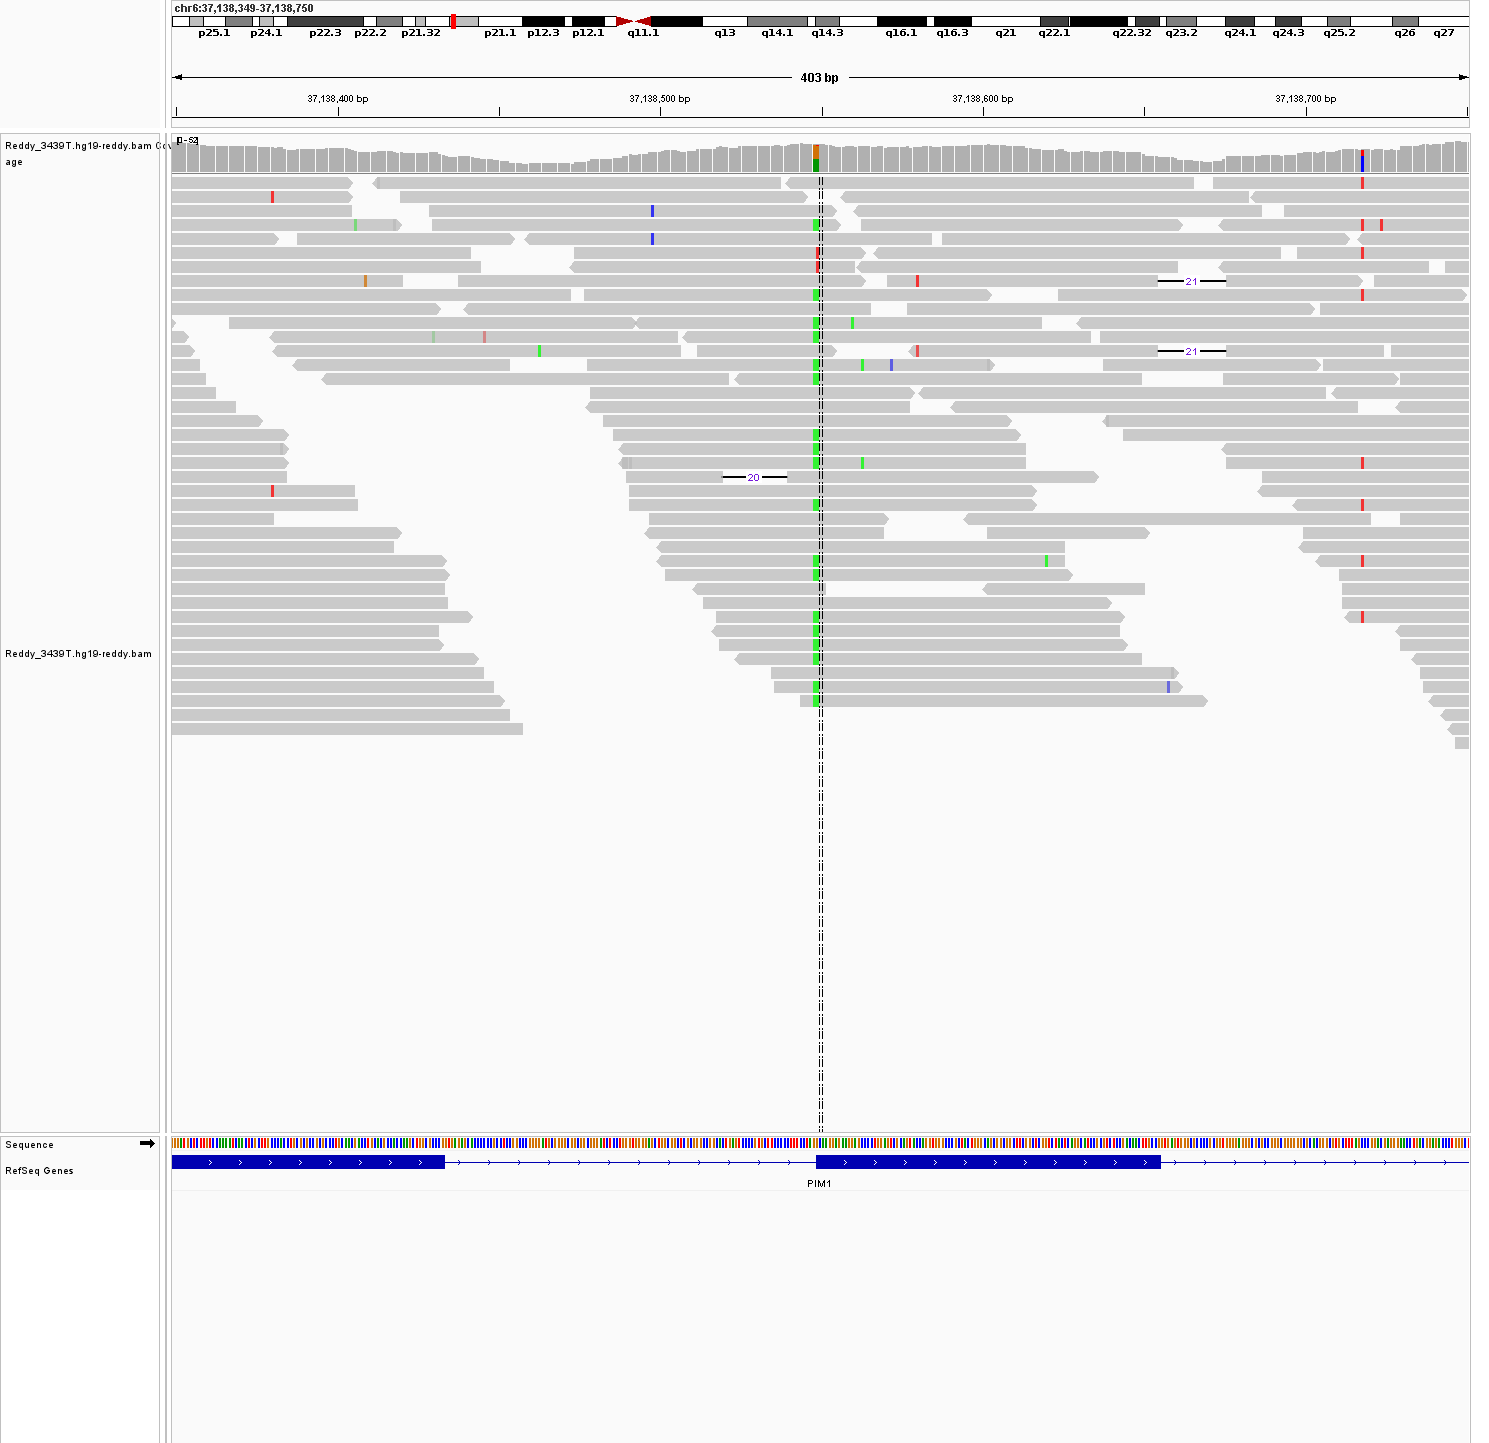 chr6:37,138,349-37,138,750
p25.1 p24.1 p22.3 p22.2 p21.32 p21.1 p12.3 p12.1 q11.1 q13 q14.1 q14.3 q16.1 q16.3 q21 q22.1 q22.32 q23.2 q24.1 q24.3 q25.2 q26 q27
403 bp
37,138,400 bp 37,138,500 bp 37,138,600 bp 37,138,700 bp
Reddy_3439T.hg19-reddy.bam Cov
age
21
21
20
Reddy_3439T.hg19-reddy.bam
Sequence
RefSeq Genes
PIM1